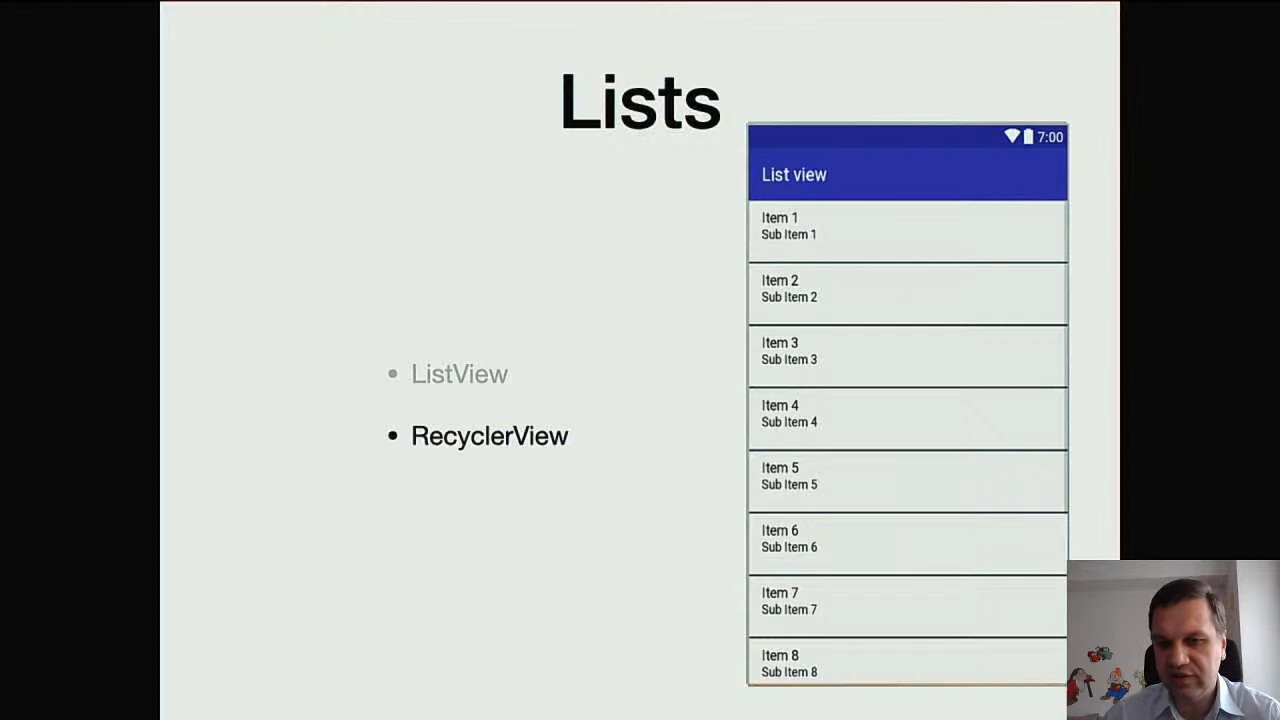 Lists
• ListView
• RecyclerView
7:00
List view
Item 1
Sub Item 1
Item 2
Sub Item 2
Item 3
Sub Item 3
Item 4
Sub Item 4
Item 5
Sub Item 5
Item 6
Sub Item 6
Item 7
Sub Item 7
Item 8
Sub Item 8